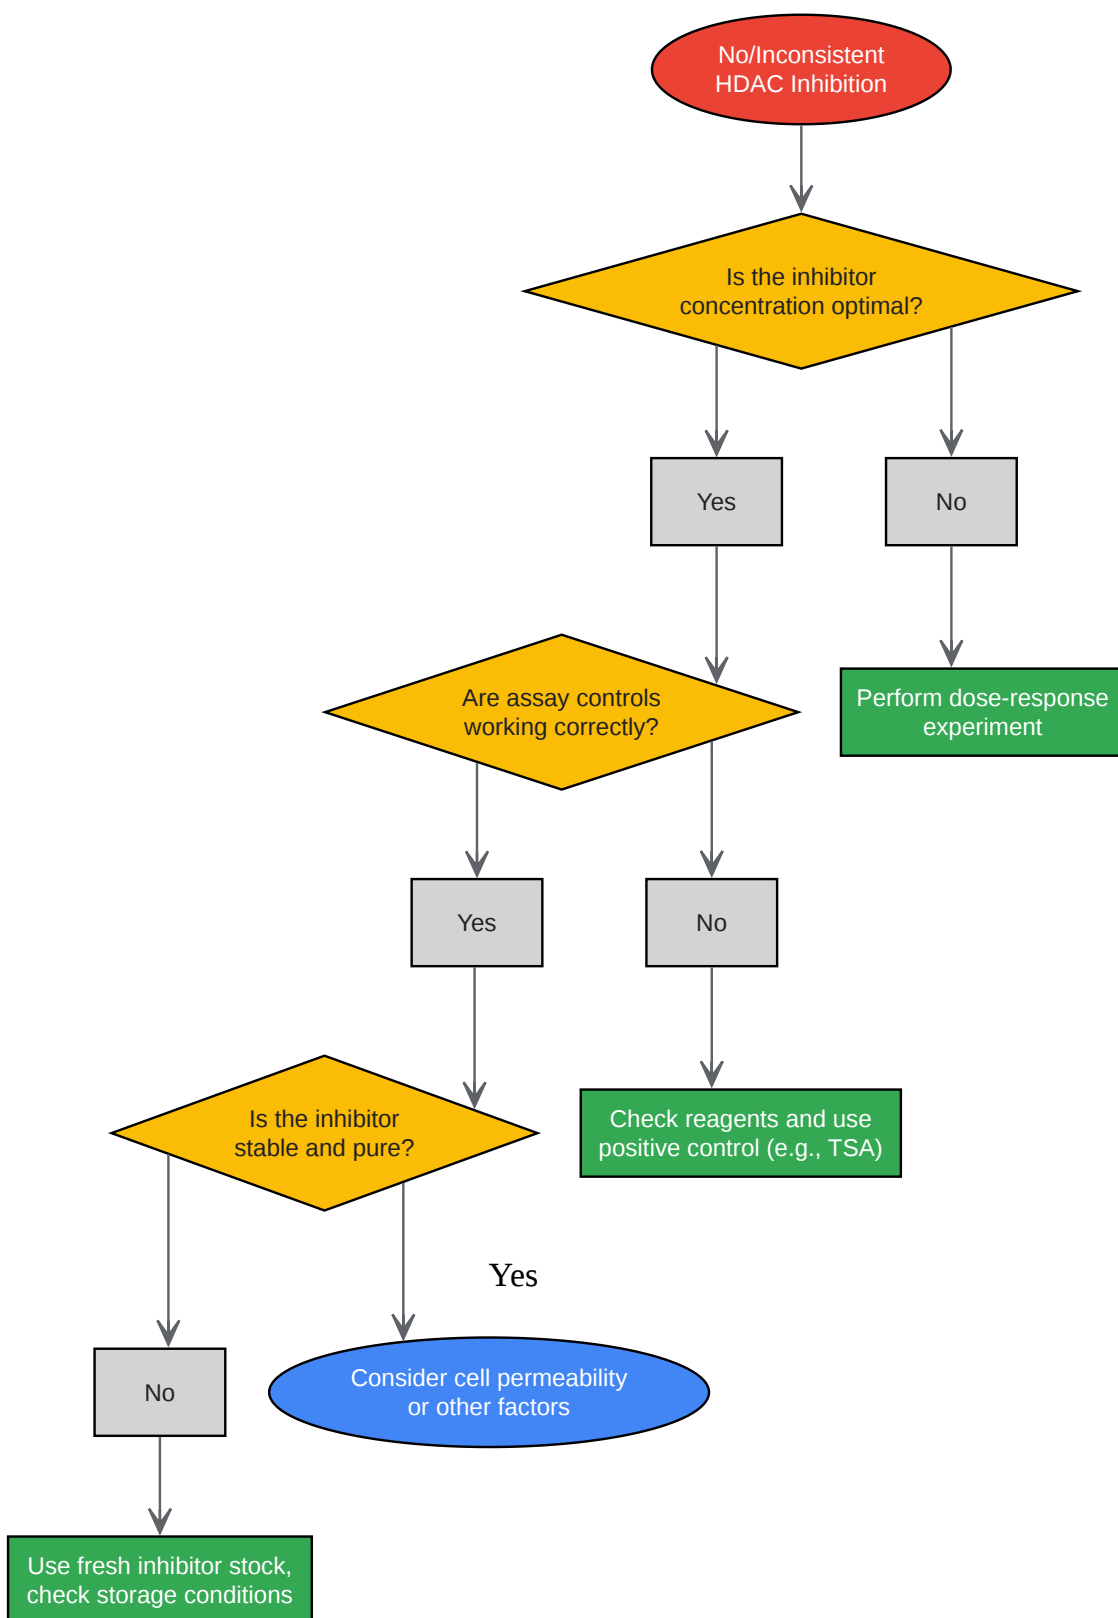 No/Inconsistent
HDAC Inhibition
Is the inhibitor
concentration optimal?
Yes
No
Are assay controls
working correctly?
Perform dose-response
experiment
Yes
No
Is the inhibitor
stable and pure?
Check reagents and use
positive control (e.g., TSA)
Yes
No
Consider cell permeability
or other factors
Use fresh inhibitor stock,
check storage conditions